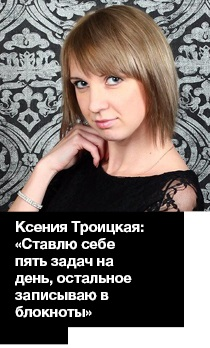 Ксения Троицкая:
«Ставлю себе
пять задач на
день, остальное
записываю в
блокноты»